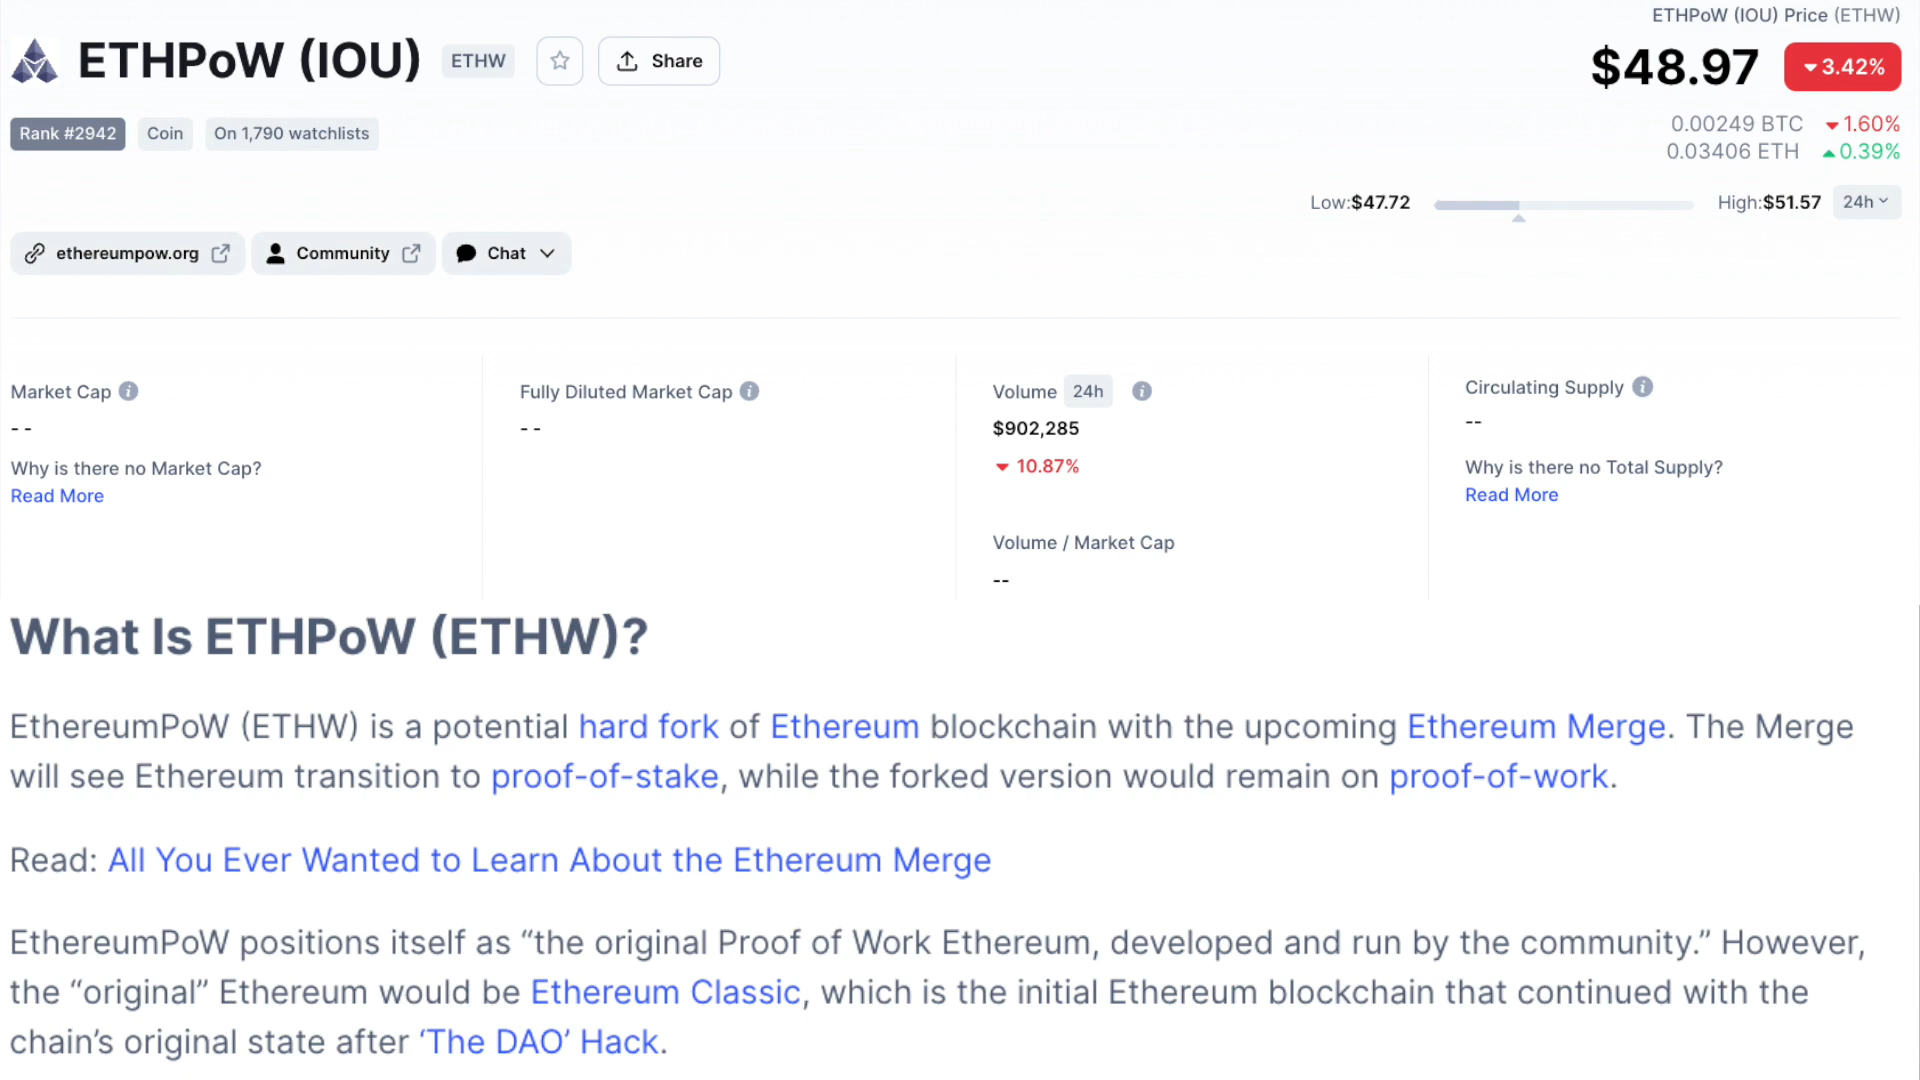 ETHPoW (IOU) Price (ETHW)
ETHPoW (IOU) ETHW Share
$48.97 3.42%
Rank #2942 Coin On 1,790 watchlists
0.00249 BTC 1.60%
0.03406 ETH 0.39%
Low:$47.72 High:$51.57 24h
ethereumpow.org Community Chat
Market Cap
- -
Why is there no Market Cap?
Read More
Fully Diluted Market Cap
- -
Volume 24h
$902,285
10.87%
Volume / Market Cap
--
Circulating Supply
--
Why is there no Total Supply?
Read More
What Is ETHPoW (ETHW)?
EthereumPoW (ETHW) is a potential hard fork of Ethereum blockchain with the upcoming Ethereum Merge. The Merge
will see Ethereum transition to proof-of-stake, while the forked version would remain on proof-of-work.
Read: All You Ever Wanted to Learn About the Ethereum Merge
EthereumPoW positions itself as “the original Proof of Work Ethereum, developed and run by the community.” However,
the “original” Ethereum would be Ethereum Classic, which is the initial Ethereum blockchain that continued with the
chain’s original state after ‘The DAO’ Hack.